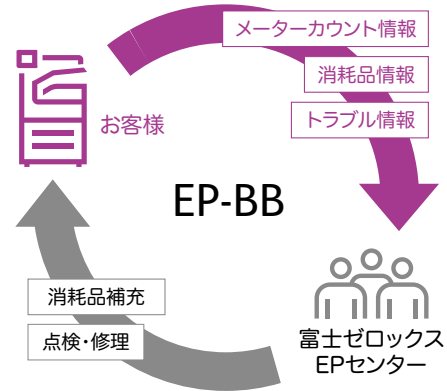 メーターカウント情報
消耗品情報
トラブル情報
お客様
EP-BB
消耗品補充
点検・修理
富士ゼロックス
EPセンター